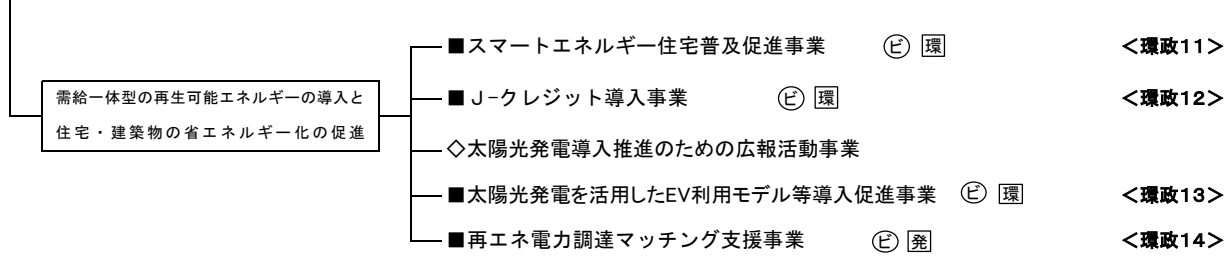 ■スマートエネルギー住宅普及促進事業 ㋪ 環 <環政11>
需給一体型の再生可能エネルギーの導入と
住宅・建築物の省エネルギー化の促進
■J-クレジット導入事業 ㋪ 環 <環政12>
◇太陽光発電導入推進のための広報活動事業
■太陽光発電を活用したEV利用モデル等導入促進事業 ㋪ 環 <環政13>
■再エネ電力調達マッチング支援事業 ㋪ 発 <環政14>